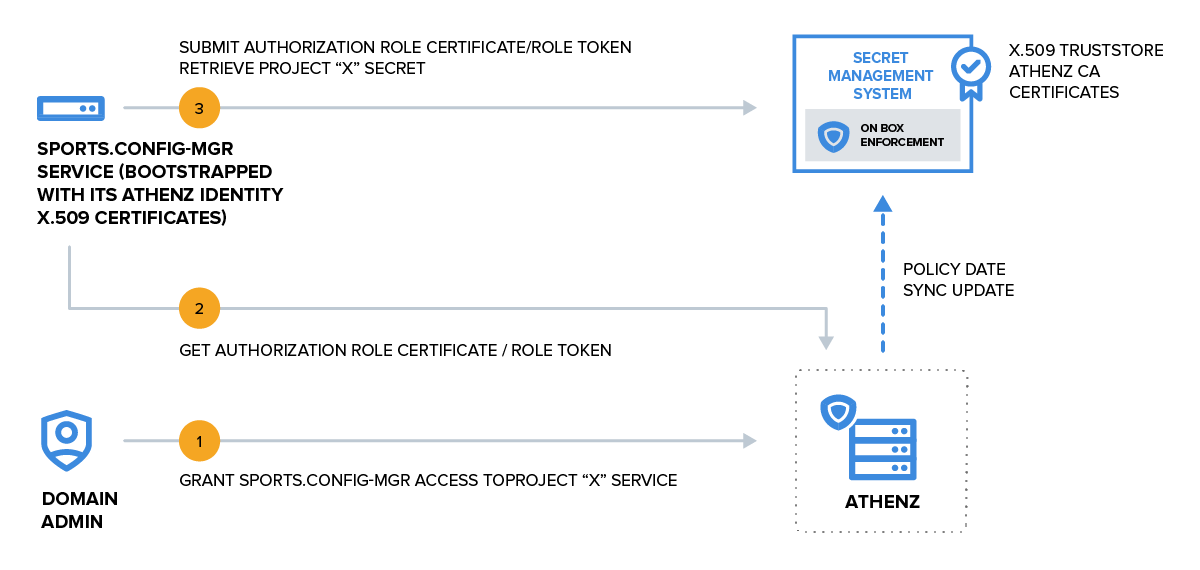 SUBMIT AUTHORIZATION ROLE CERTIFICATE/ROLE TOKEN
RETRIEVE PROJECT “X” SECRET
3
SPORTS.CONFIG-MGR
SERVICE (BOOTSTRAPPED
WITH ITS ATHENZ IDENTITY
X.509 CERTIFICATES)
SECRET
MANAGEMENT
SYSTEM
ON BOX
ENFORCEMENT
X.509 TRUSTSTORE
ATHENZ CA
CERTIFICATES
POLICY DATE
SYNC UPDATE
2
GET AUTHORIZATION ROLE CERTIFICATE / ROLE TOKEN
1
GRANT SPORTS.CONFIG-MGR ACCESS TOPROJECT “X” SERVICE
DOMAIN
ADMIN
ATHENZ